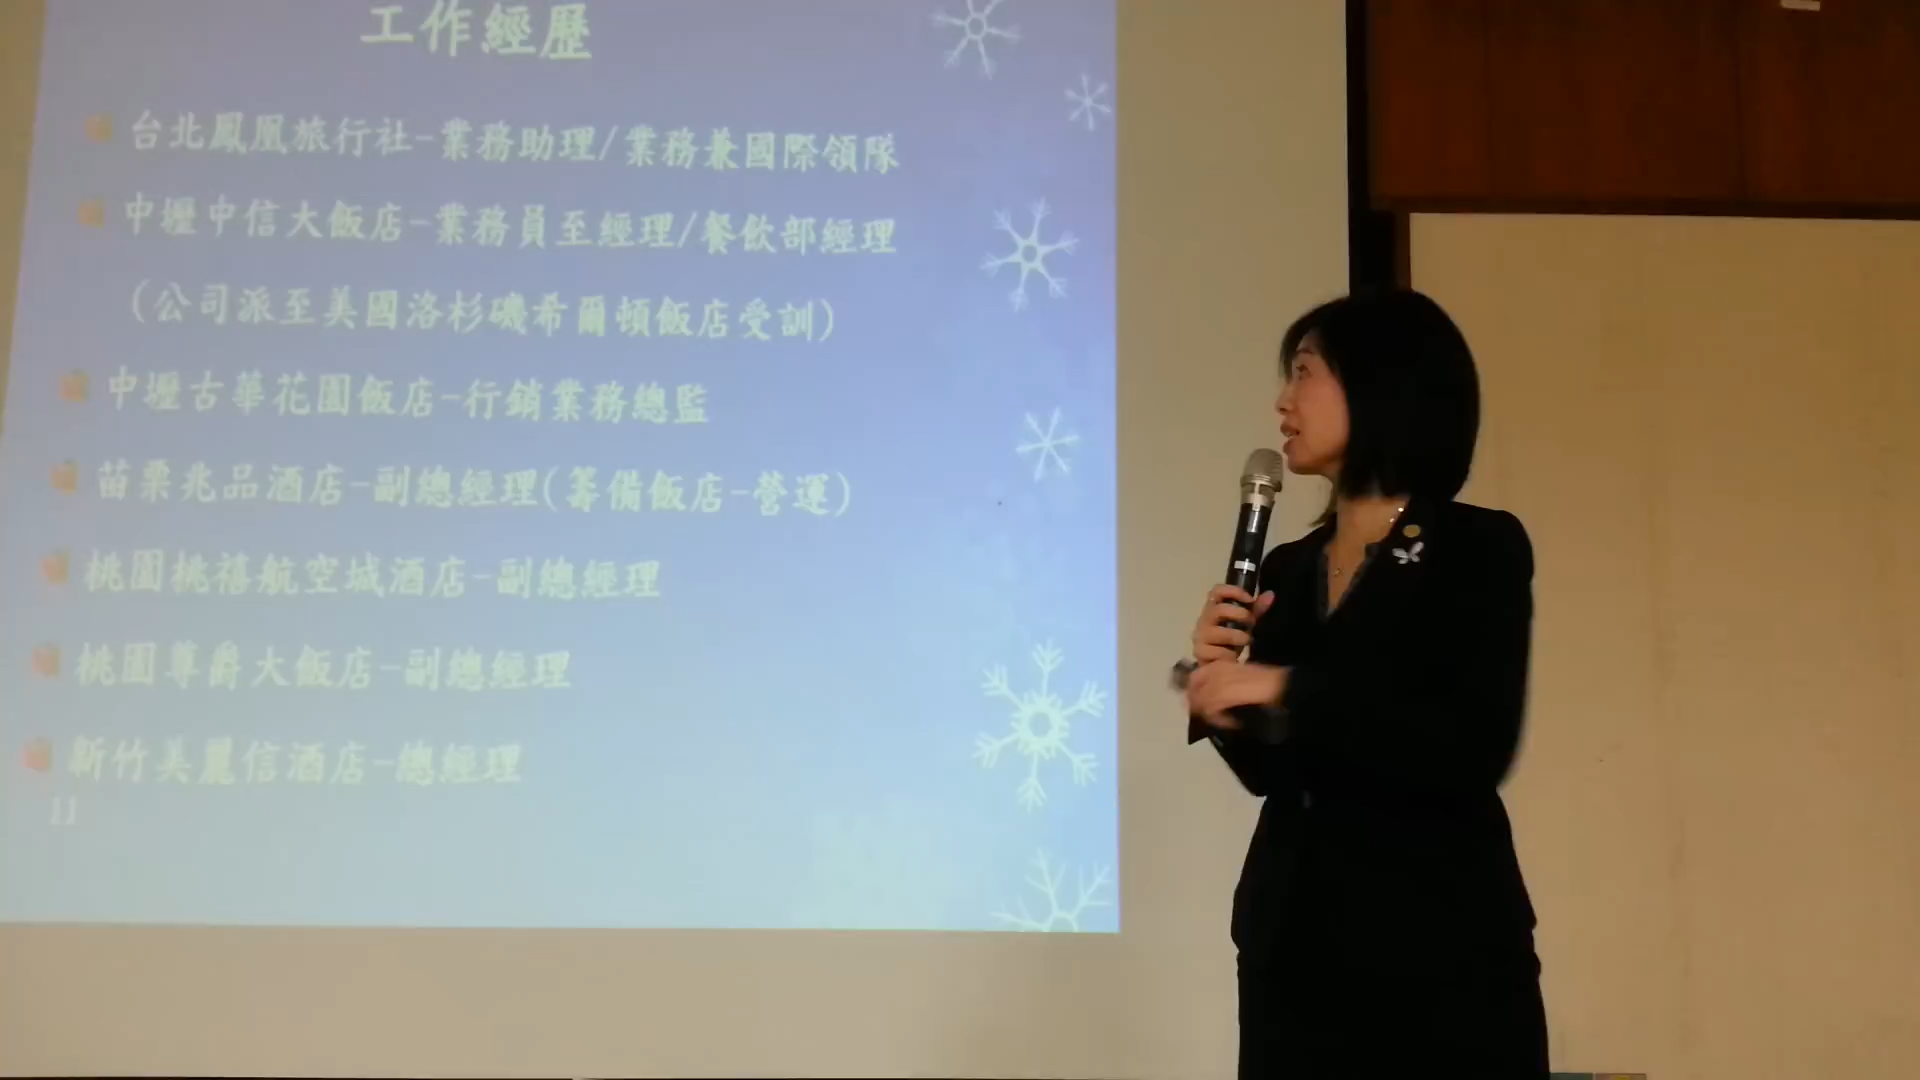 工作經歷
台北鳳凰旅行社-業務助理/業務兼國際領隊
中壢中信大飯店-業務員至經理/餐飲部經理
(公司派至美國洛杉磯希爾頓飯店受訓)
中壢古華花園飯店-行銷業務總監
苗栗兆品酒店-副總經理(籌備飯店-營運)
桃園桃禧航空城酒店-副總經理
桃園尊爵大飯店-副總經理
新竹美麗信酒店-總經理
11